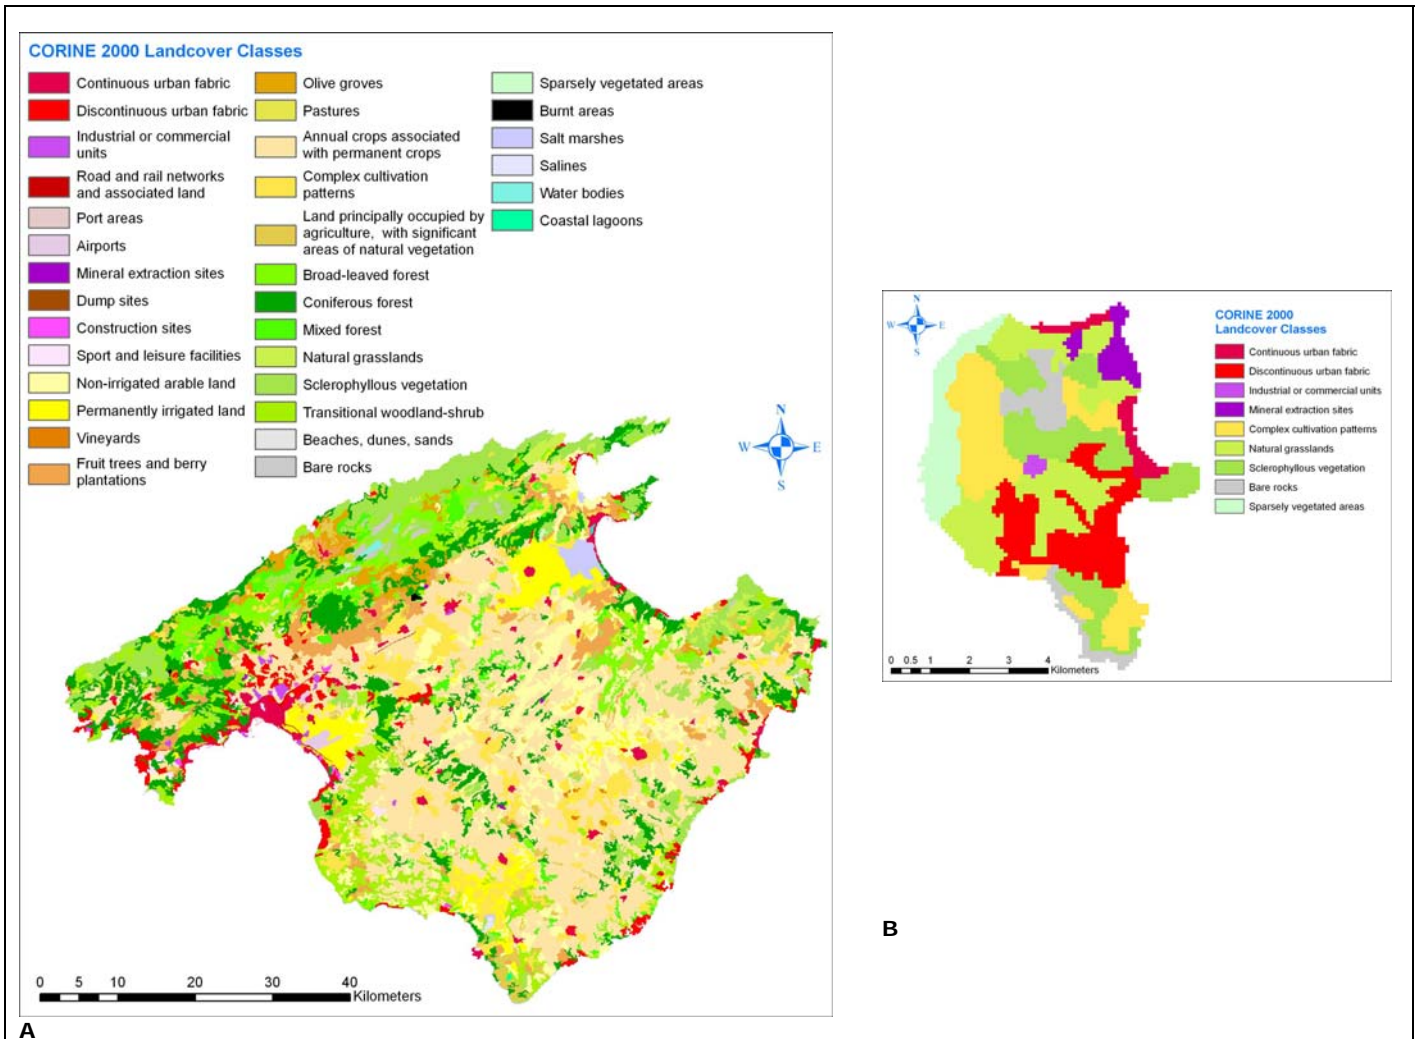 CORINE 2000 Landcover Classes
Continuous urban fabric
Discontinuous urban fabric
Industrial or commercial
units
Road and rail networks
and associated land
Port areas
Airports
Mineral extraction sites
Dump sites
Construction sites
Sport and leisure facilities
Non-irrigated arable land
Permanently irrigated land
Vineyards
Fruit trees and berry
plantations
Olive groves
Pastures
Annual crops associated
with permanent crops
Complex cultivation
patterns
Land principally occupied by
agriculture, with significant
areas of natural vegetation
Broad-leaved forest
Coniferous forest
Mixed forest
Natural grasslands
Sclerophyllous vegetation
Transitional woodland-shrub
Beaches, dunes, sands
Bare rocks
Sparsely vegetated areas
Burnt areas
Salt marshes
Salines
Water bodies
Coastal lagoons
N
W E
S
0 5 10 20 30 40
Kilometers
A
N
W E
S
CORINE 2000
Landcover Classes
Continuous urban fabric
Discontinuous urban fabric
Industrial or commercial units
Mineral extraction sites
Complex cultivation patterns
Natural grasslands
Sclerophyllous vegetation
Bare rocks
Sparsely vegetated areas
0 0.5 1 2 3 4
Kilometers
B